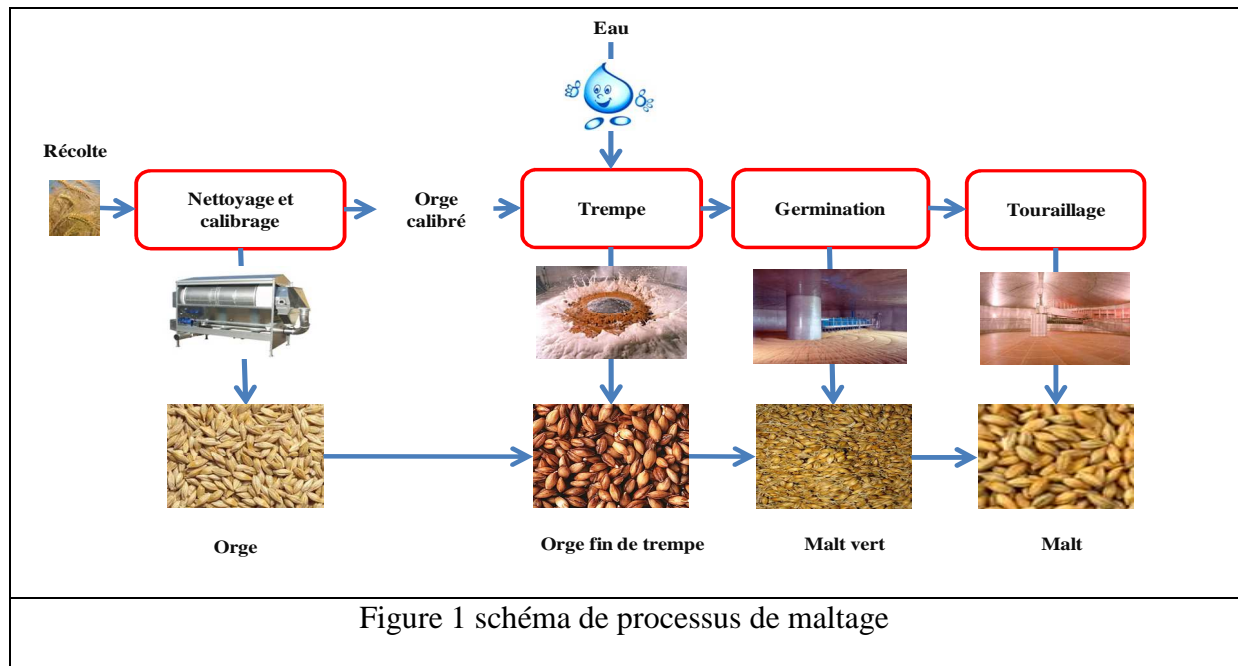 Eau
Récolte
Nettoyage et
calibrage
Orge
calibré
Trempe
Germination
Touraillage
Orge
Orge fin de trempe
Malt vert
Malt
Figure 1 schéma de processus de maltage